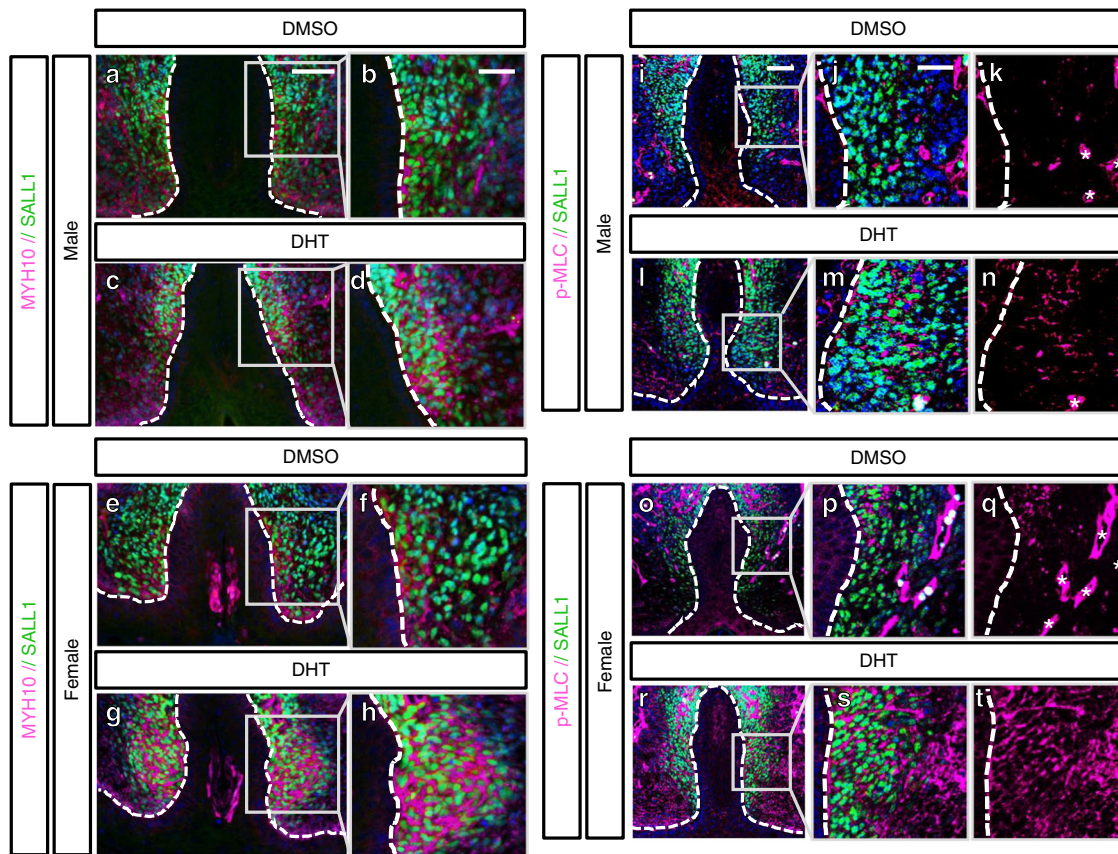 DMSO
MYH10 // SALL1
Male
a
b
DHT
c
d
DMSO
MYH10 // SALL1
Female
e
f
DHT
g
h
DMSO
p-MLC // SALL1
Male
i
j
k
*
*
*
DHT
l
m
n
*
DMSO
p-MLC // SALL1
Female
o
p
q
*
*
*
*
*
DHT
r
s
t